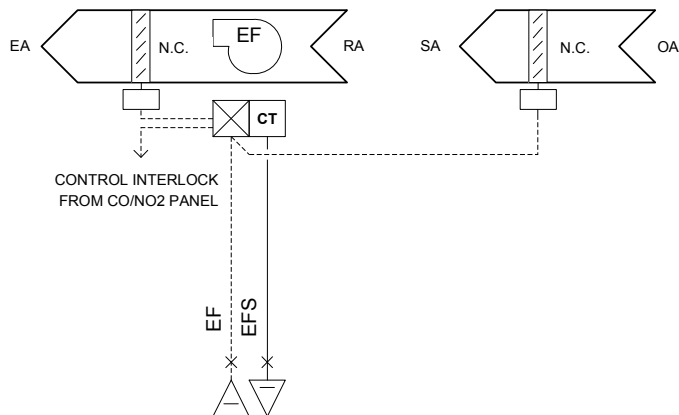 EA
N.C.
EF
RA
SA
N.C.
OA
CT
CONTROL INTERLOCK
FROM CO/NO2 PANEL
EF
EFS